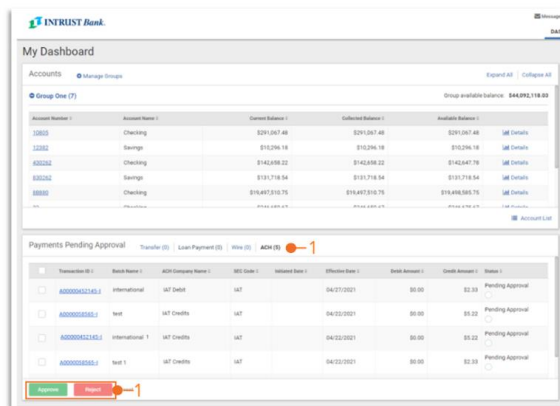 INTRUST Bank.
Message
DAS
My Dashboard
Accounts Manage Groups Expand All Collapse All
Group One (7) Group available balance: $44,092,118.03
Account Number Account Name Current Balance Collected Balance Available Balance
10805 Checking $291,067.48 $291,067.48 $291,067.48 Details
12382 Savings $10,296.18 $10,296.18 $10,296.18 Details
430262 Checking $142,658.22 $142,658.22 $142,647.78 Details
830262 Savings $131,718.54 $131,718.54 $131,718.54 Details
88880 Checking $19,497,510.75 $19,497,510.75 $19,498,585.75 Details
Account List
Payments Pending Approval Transfer (0) Loan Payment (0) Wire (0) ACH (5) 1
Transaction ID Batch Name ACH Company Name SEC Code Initiated Date Effective Date Debit Amount Credit Amount Status
international IAT Debit IAT 04/27/2021 $0.00 $2.33 Pending Approval
test IAT Credits IAT 04/23/2021 $0.00 $5.22 Pending Approval
international 1 IAT Credits IAT 04/23/2021 $0.00 $5.22 Pending Approval
test 1 IAT Credits IAT 04/23/2021 $0.00 $2.33 Pending Approval
Approve Reject 1